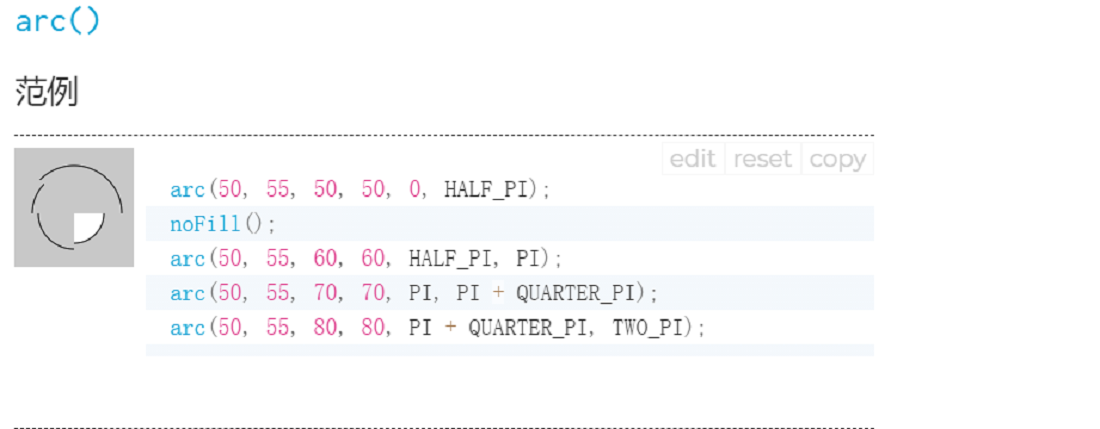 arc()
范例
edit reset copy
arc(50, 55, 50, 50, 0, HALF_PI);
noFill();
arc(50, 55, 60, 60, HALF_PI, PI);
arc(50, 55, 70, 70, PI, PI + QUARTER_PI);
arc(50, 55, 80, 80, PI + QUARTER_PI, TWO_PI);